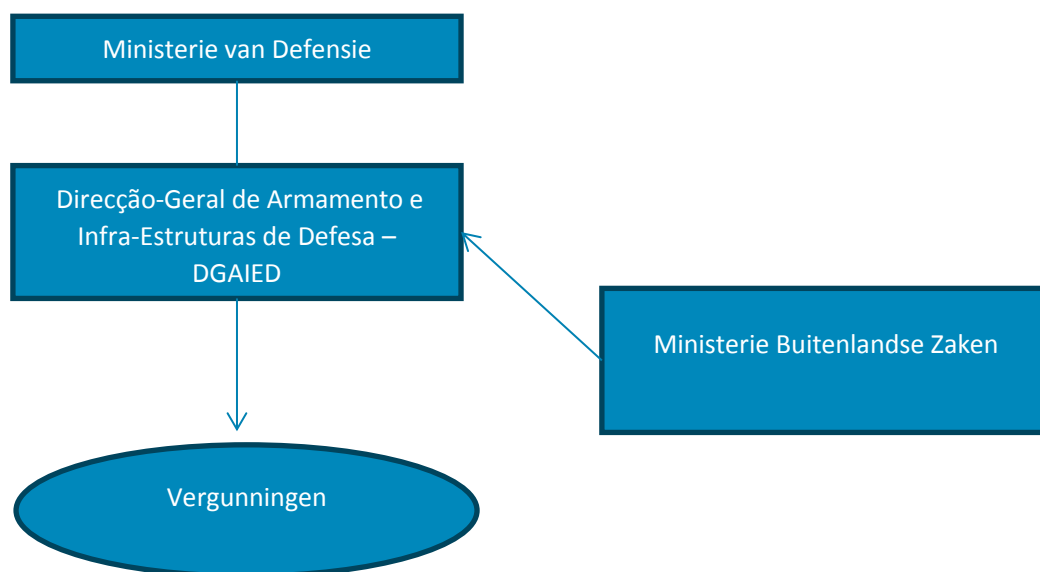 Ministerie van Defensie
Direcção-Geral de Armamento e
Infra-Estruturas de Defesa –
DGAIED
Ministerie Buitenlandse Zaken
Vergunningen